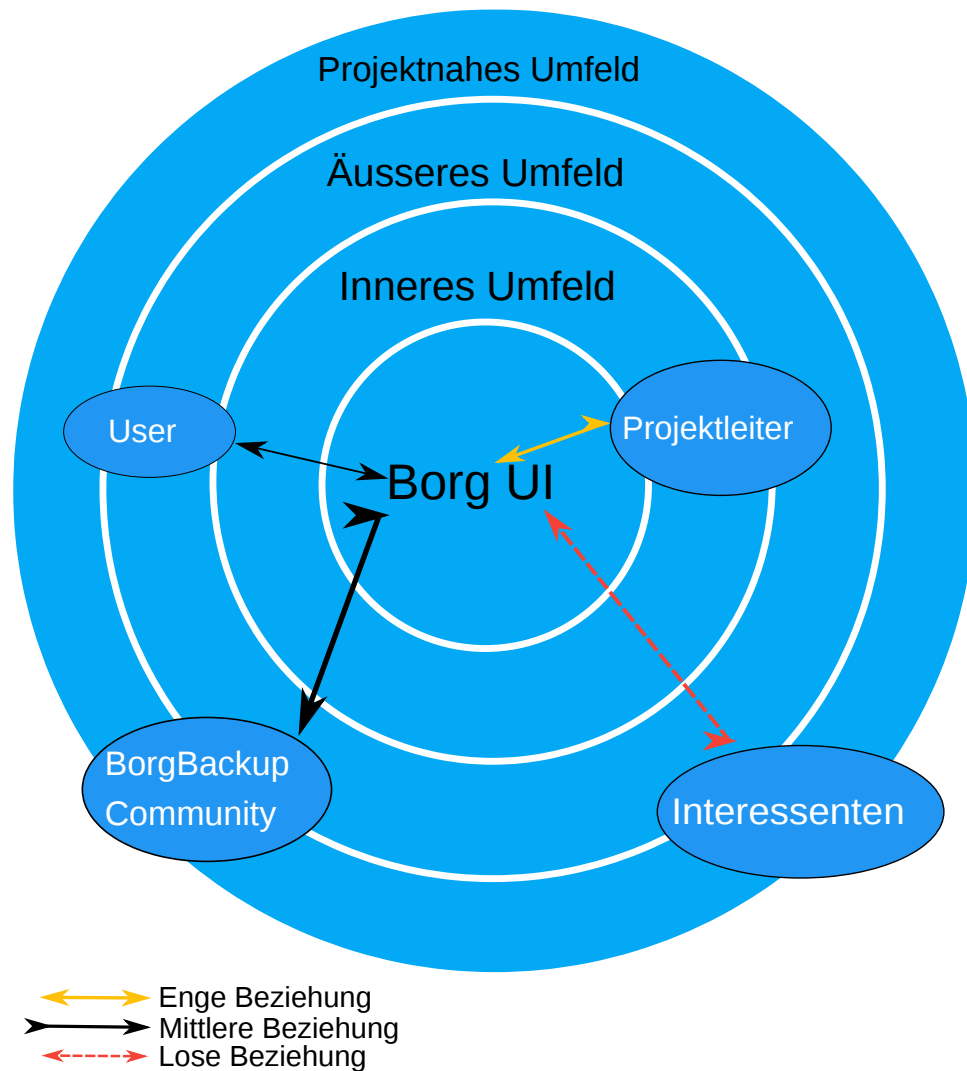 Projektnahes Umfeld
Äusseres Umfeld
Inneres Umfeld
User
Projektleiter
Borg UI
BorgBackup
Community
Interessenten
Enge Beziehung
Mittlere Beziehung
Lose Beziehung